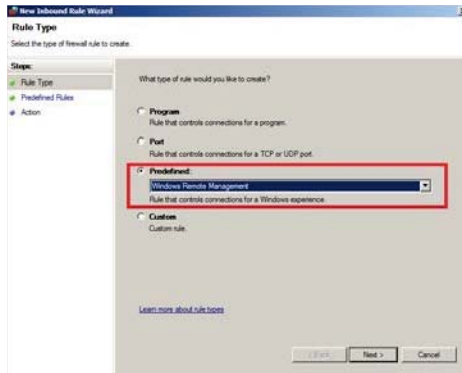 New Inbound Rule Wizard
Rule Type
Select the type of firewall rule to create.
Steps:
Rule Type
Predefined Rules
Action
What type of rule would you like to create?
Program
Rule that controls connections for a program.
Port
Rule that controls connections for a TCP or UDP port.
Predefined:
Windows Remote Management
Rule that controls connections for a Windows experience.
Custom
Custom rule.
Learn more about rule types
< Back
Next >
Cancel